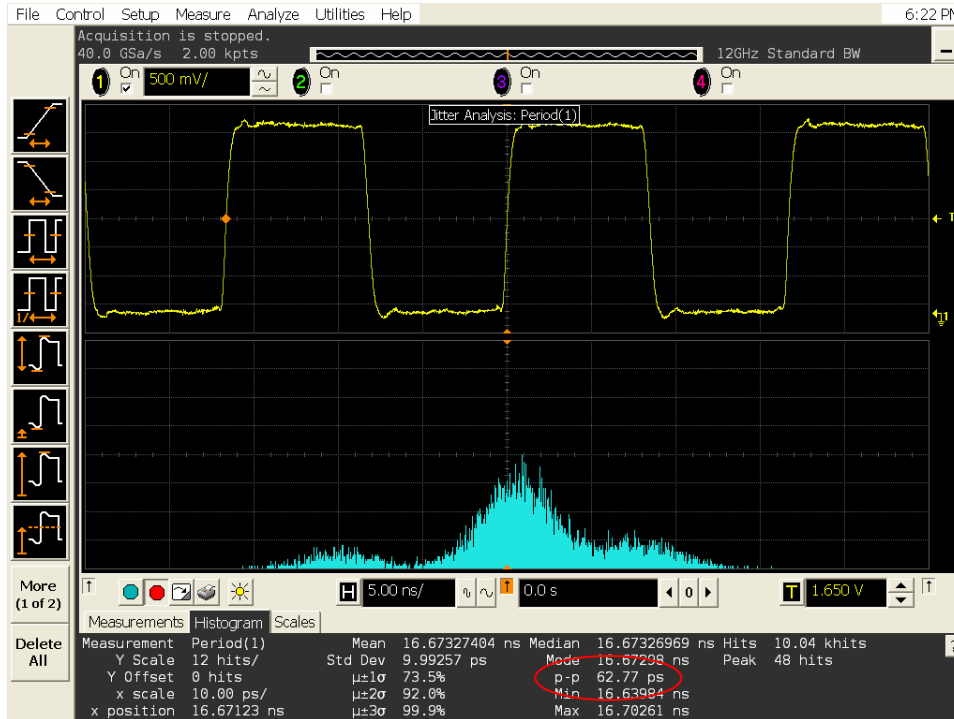 File Control Setup Measure Analyze Utilities Help 6:22 PM
Acquisition is stopped.
40.0 GSa/s 2.00 kpts 12GHz Standard BW
1 On 500 mV/ 2 On 3 On 4 On
Jitter Analysis: Period(1)
T
1
1/
More
(1 of 2)
Delete
All
H 5.00 ns/ 0.0 s 0 T 1.650 V
Measurements Histogram Scales
Measurement Period(1) Mean 16.67327404 ns Median 16.67326969 ns Hits 10.04 khits ?
Y Scale 12 hits/ Std Dev 9.99257 ps Mode 16.67298 ns Peak 48 hits
Y Offset 0 hits μ±1σ 73.5% p-p 62.77 ps
x scale 10.00 ps/ μ±2σ 92.0% Min 16.63984 ns
x position 16.67123 ns μ±3σ 99.9% Max 16.70261 ns